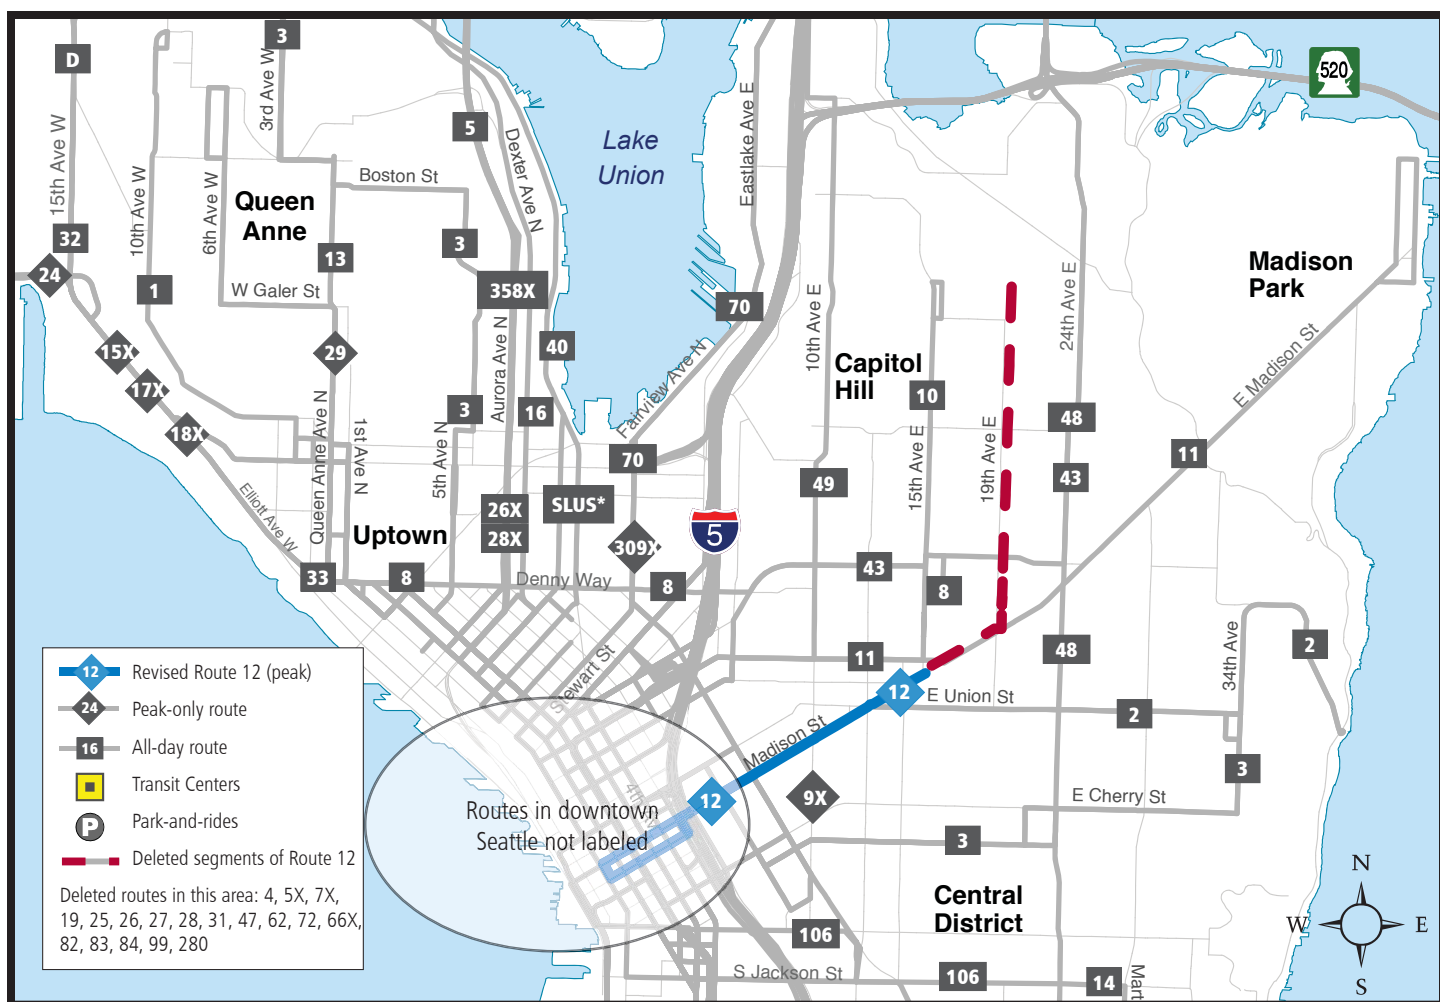 D
3
3rd Ave W
5
Dexter Ave N
Lake
Union
Eastlake Ave E
520
15th Ave W
10th Ave W
6th Ave W
Boston St
Queen
Anne
32
24
1
13
3
W Galer St
358X
70
10th Ave E
24th Ave E
Madison
Park
15X
17X
18X
29
Aurora Ave N
40
Fairview Ave N
Capitol
Hill
10
E Madison St
3
16
48
Queen Anne Ave N
1st Ave N
5th Ave N
70
49
15th Ave E
19th Ave E
43
11
Elliott Ave W
Uptown
26X
28X
SLUS*
309X
5
33
8
Denny Way
8
43
8
34th Ave
2
11
48
Stewart St
12
E Union St
2
Madison St
3
12
9X
E Cherry St
4th
Routes in downtown
Seattle not labeled
3
Central
District
106
S Jackson St
106
14
Mart
12 Revised Route 12 (peak)
24 Peak-only route
16 All-day route
Transit Centers
P Park-and-rides
Deleted segments of Route 12
Deleted routes in this area: 4, 5X, 7X,
19, 25, 26, 27, 28, 31, 47, 62, 72, 66X,
82, 83, 84, 99, 280
N
W
E
S